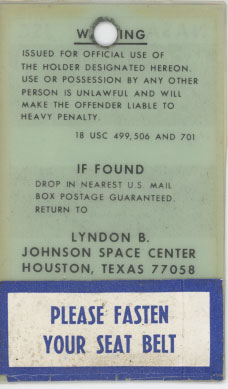 WARNING
ISSUED FOR OFFICIAL USE OF
THE HOLDER DESIGNATED HEREON.
USE OR POSSESSION BY ANY OTHER
PERSON IS UNLAWFUL AND WILL
MAKE THE OFFENDER LIABLE TO
HEAVY PENALTY.
18 USC 499,506 AND 701
IF FOUND
DROP IN NEAREST U.S. MAIL
BOX POSTAGE GUARANTEED.
RETURN TO
LYNDON B.
JOHNSON SPACE CENTER
HOUSTON, TEXAS 77058
PLEASE FASTEN
YOUR SEAT BELT